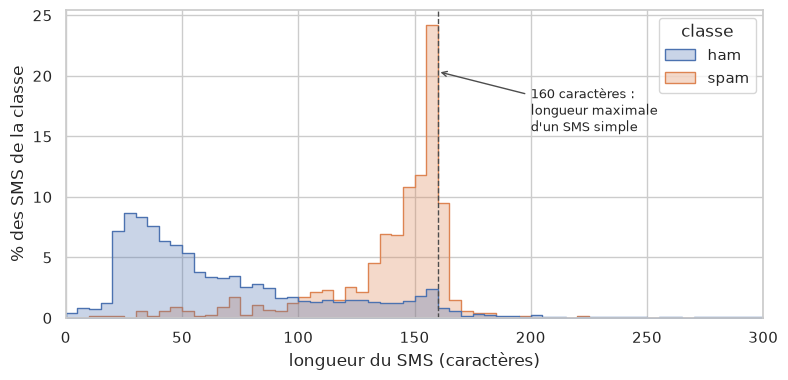 25
20
15
10
5
0
% des SMS de la classe
classe
ham
spam
160 caractères :
longueur maximale
d'un SMS simple
0 50 100 150 200 250 300
longueur du SMS (caractères)